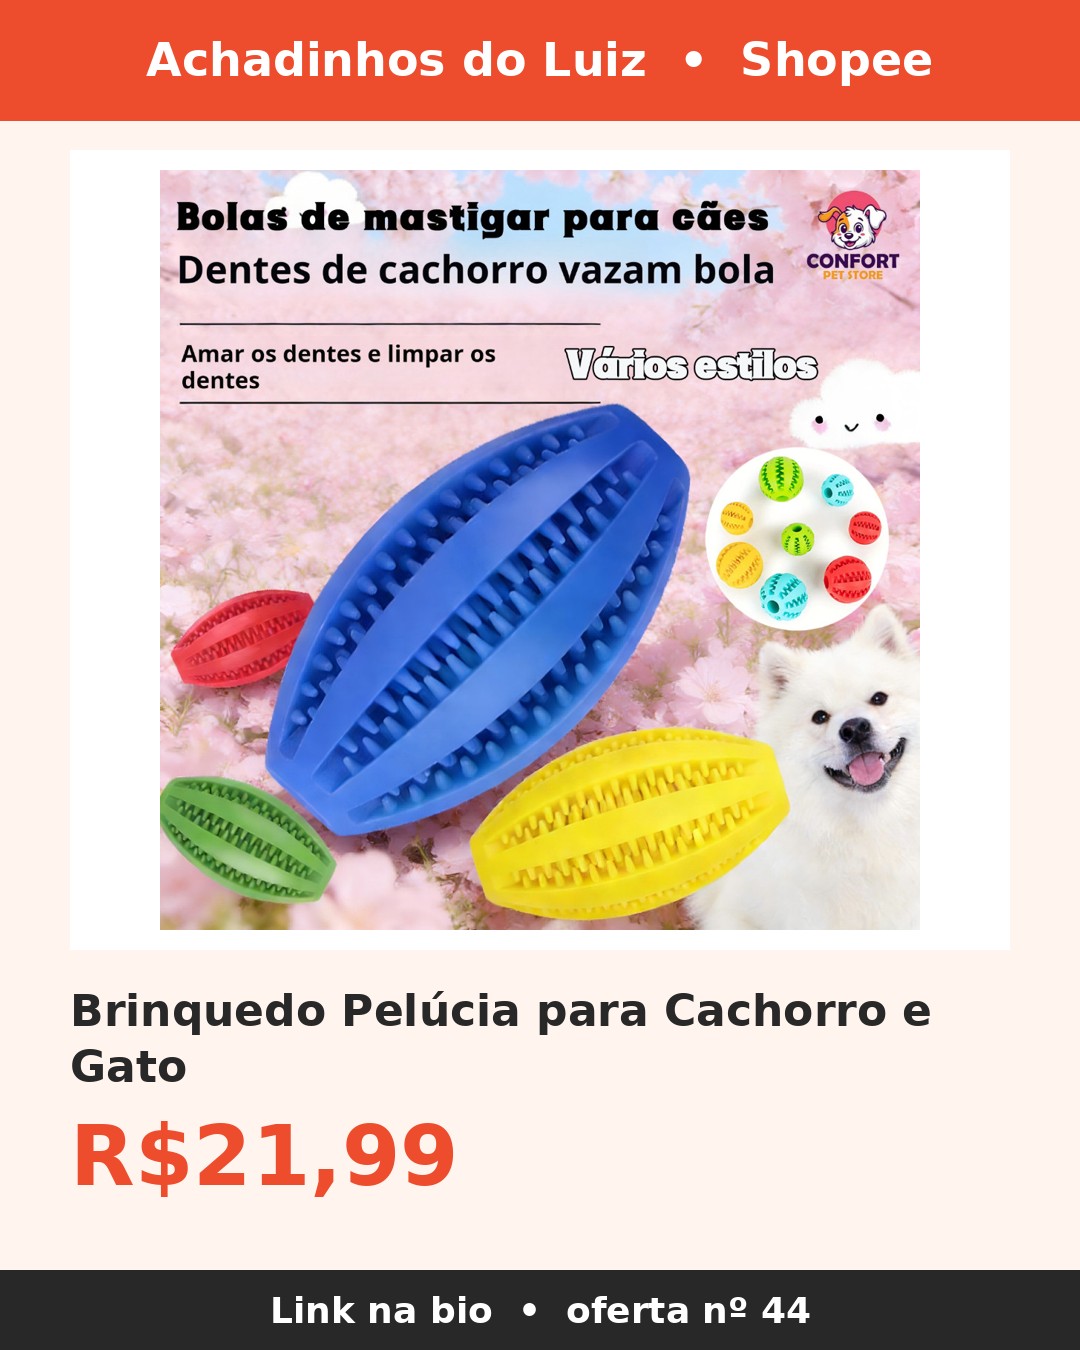 Achadinhos do Luiz • Shopee
Bolas de mastigar para cães
Dentes de cachorro vazam bola
CONFORT
PET STORE
Amar os dentes e limpar os
dentes
Vários estilos
Brinquedo Pelúcia para Cachorro e
Gato
R$21,99
Link na bio • oferta nº 44